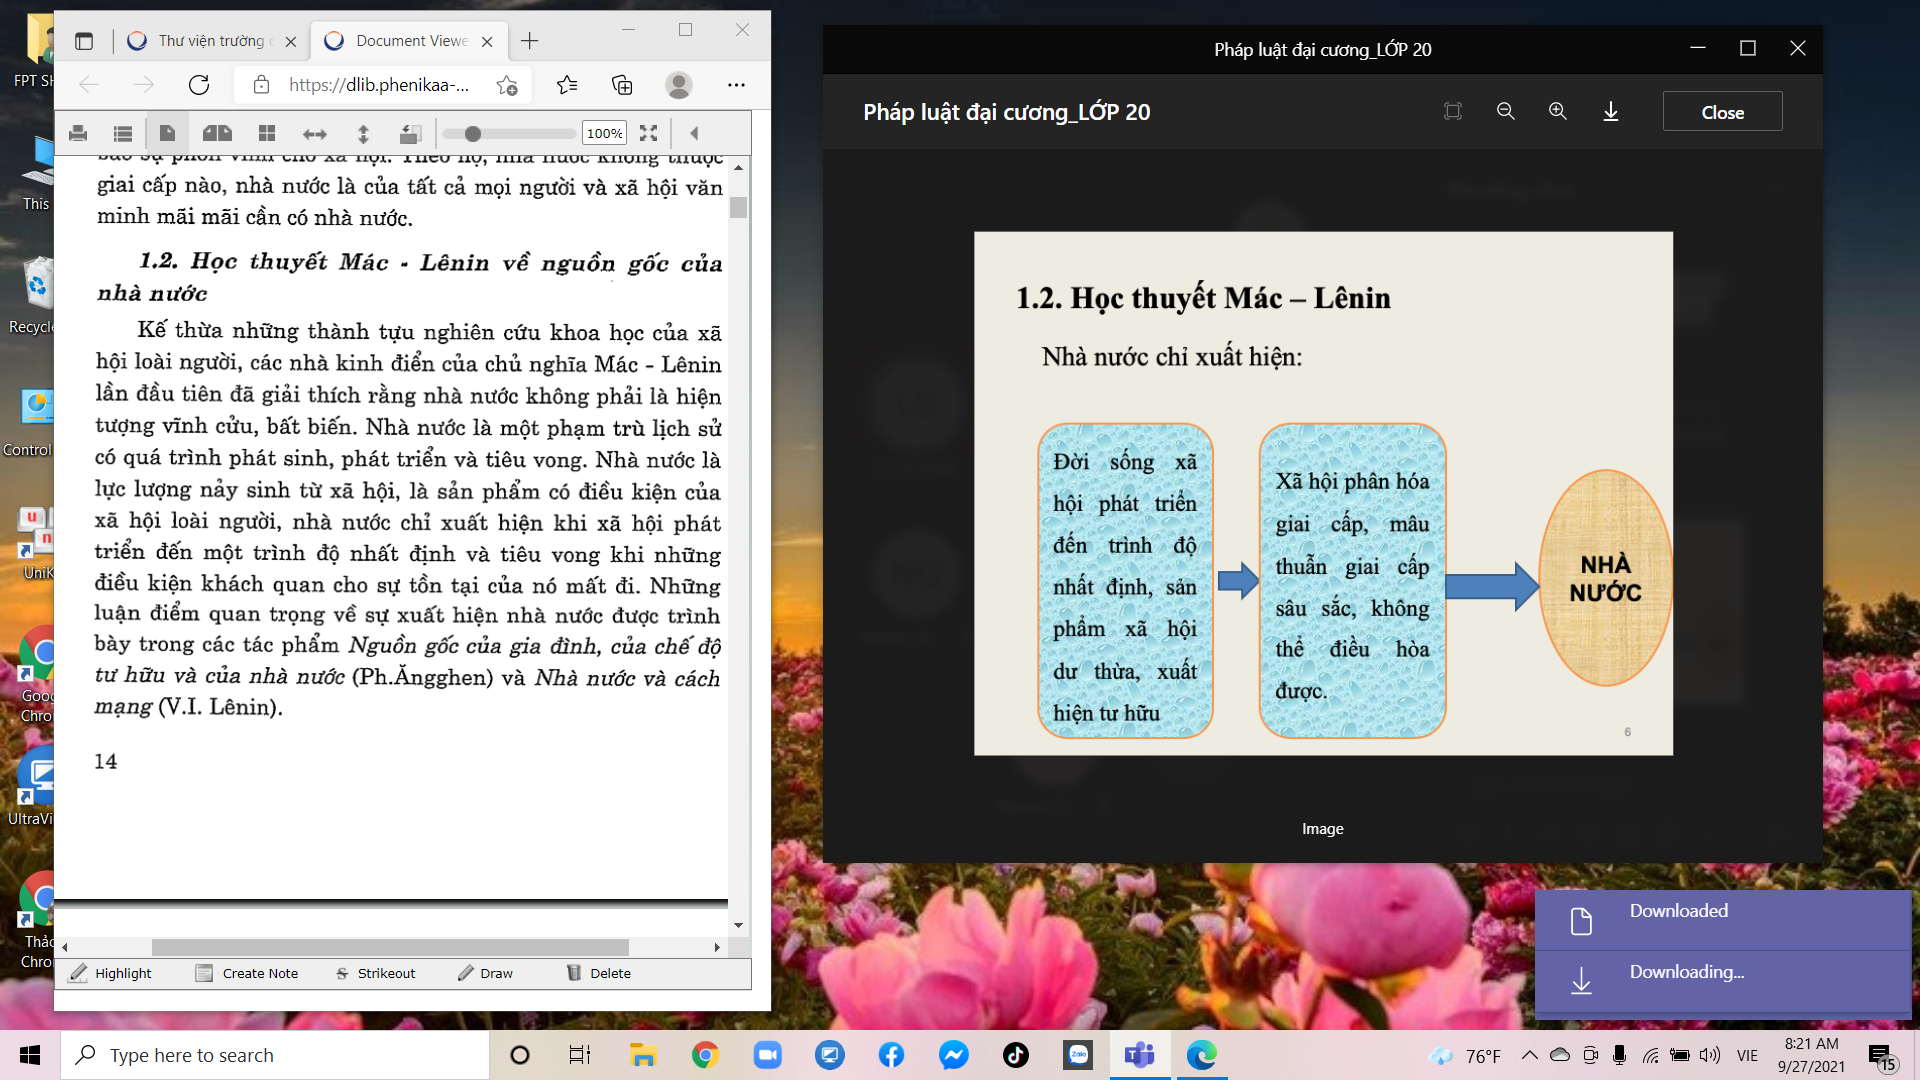 FPT Sh
This
Recycle
Control
UniK
Goog
Chro
UltraVi
Thảo
Chro
Thư viện trường
Document Viewe
https://dlib.phenikaa-...
100%
giai cấp nào, nhà nước là của tất cả mọi người và xã hội văn
minh mãi mãi cần có nhà nước.
1.2. Học thuyết Mác - Lênin về nguồn gốc của
nhà nước
Kế thừa những thành tựu nghiên cứu khoa học của xã
hội loài người, các nhà kinh điển của chủ nghĩa Mác - Lênin
lần đầu tiên đã giải thích rằng nhà nước không phải là hiện
tượng vĩnh cửu, bất biến. Nhà nước là một phạm trù lịch sử
có quá trình phát sinh, phát triển và tiêu vong. Nhà nước là
lực lượng nảy sinh từ xã hội, là sản phẩm có điều kiện của
xã hội loài người, nhà nước chỉ xuất hiện khi xã hội phát
triển đến một trình độ nhất định và tiêu vong khi những
điều kiện khách quan cho sự tồn tại của nó mất đi. Những
luận điểm quan trọng về sự xuất hiện nhà nước được trình
bày trong các tác phẩm Nguồn gốc của gia đình, của chế độ
tư hữu và của nhà nước (Ph.Ăngghen) và Nhà nước và cách
mạng (V.I. Lênin).
14
Highlight
Create Note
Strikeout
Draw
Delete
Pháp luật đại cương_LỚP 20
Pháp luật đại cương_LỚP 20
Close
1.2. Học thuyết Mác – Lênin
Nhà nước chỉ xuất hiện:
Đời sống xã
hội phát triển
đến trình độ
nhất định, sản
phẩm xã hội
dư thừa, xuất
hiện tư hữu
Xã hội phân hóa
giai cấp, mâu
thuẫn giai cấp
sâu sắc, không
thể điều hòa
được.
NHÀ
NƯỚC
6
Image
Downloaded
Downloading...
Type here to search
Zalo
76°F
VIE
8:21 AM
9/27/2021
15